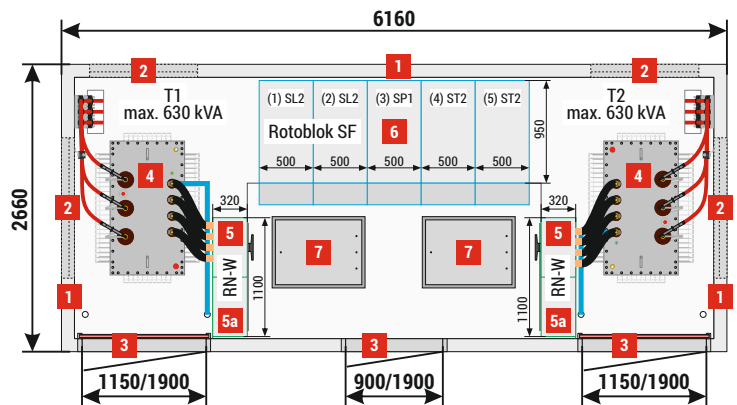 6160
1
2
2
T1
max. 630 kVA
(1) SL2
(2) SL2
(3) SP1
(4) ST2
(5) ST2
T2
max. 630 kVA
Rotoblok SF
6
950
500
500
500
500
500
4
4
2660
320
320
2
2
5
5
7
7
RN-W
RN-W
1100
1100
1
1
5a
5a
3
3
3
1150/1900
900/1900
1150/1900